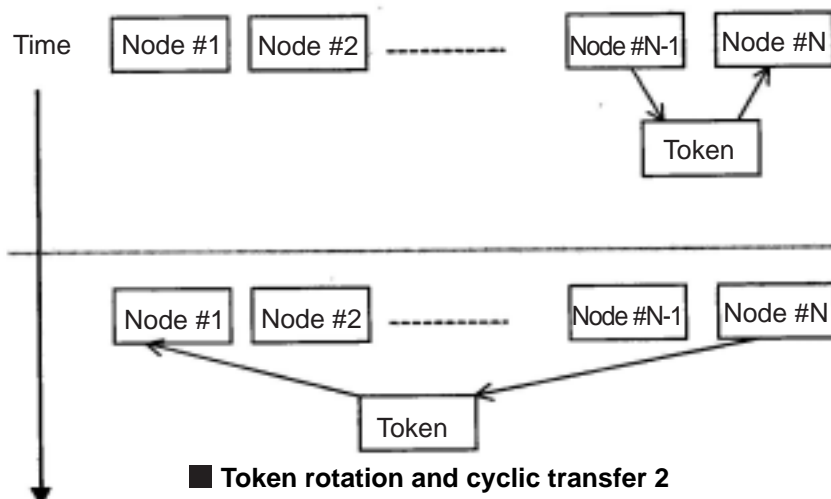 Time Node #1 Node #2 Node #N-1 Node #N
Token
Node #1 Node #2 Node #N-1 Node #N
Token
■ Token rotation and cyclic transfer 2